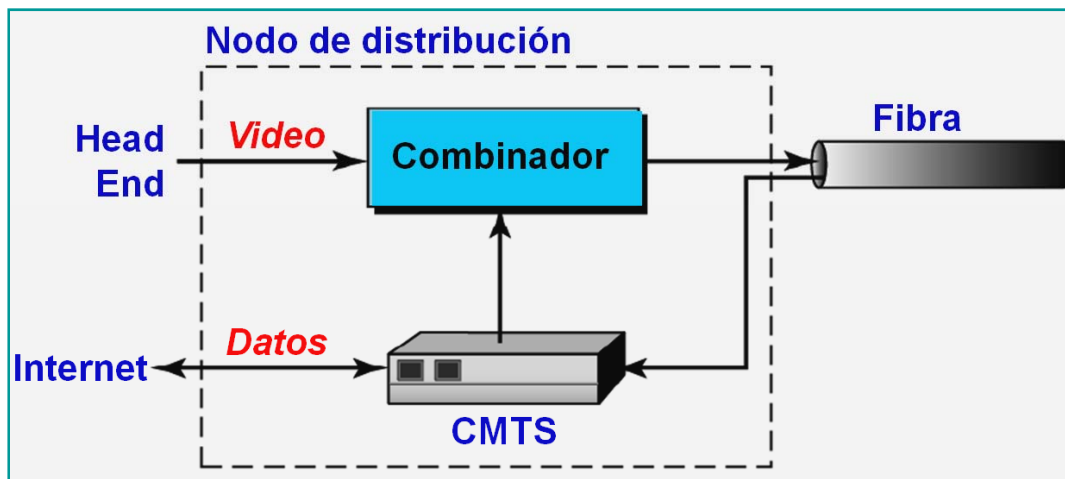 Nodo de distribución
Head
End
Video
Combinador
Fibra
Internet
Datos
CMTS